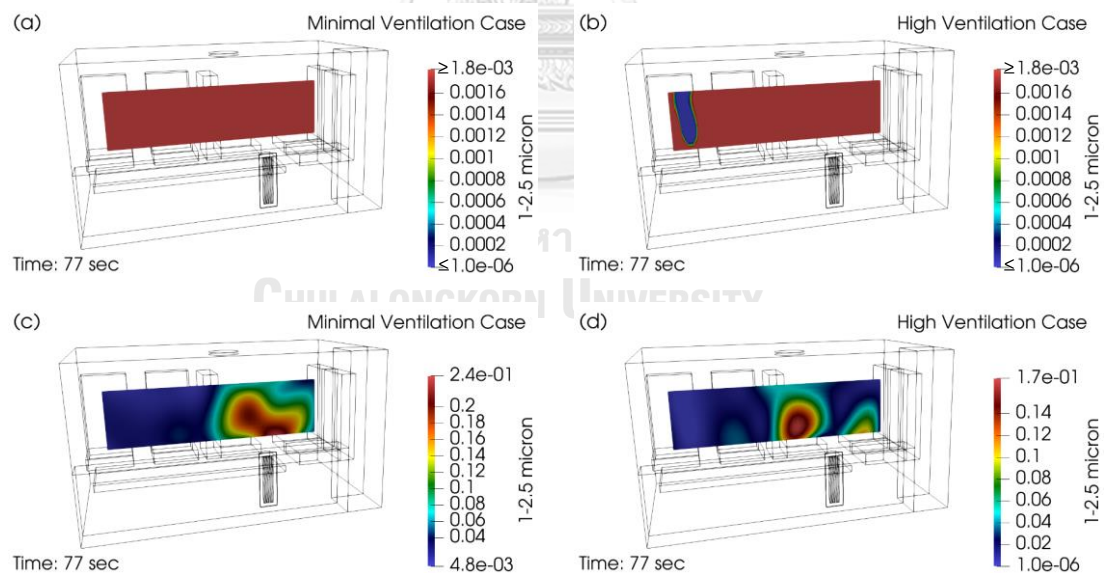 (a) Minimal Ventilation Case
≥1.8e-03
0.0016
0.0014
0.0012
0.001
0.0008
0.0006
0.0004
0.0002
≤1.0e-06
1-2.5 micron
Time: 77 sec
(b) High Ventilation Case
≥1.8e-03
0.0016
0.0014
0.0012
0.001
0.0008
0.0006
0.0004
0.0002
≤1.0e-06
1-2.5 micron
Time: 77 sec
CHULALONGKORN UNIVERSITY
(c) Minimal Ventilation Case
2.4e-01
0.2
0.18
0.16
0.14
0.12
0.1
0.08
0.06
0.04
4.8e-03
1-2.5 micron
Time: 77 sec
(d) High Ventilation Case
1.7e-01
0.14
0.12
0.1
0.08
0.06
0.04
0.02
1.0e-06
1-2.5 micron
Time: 77 sec